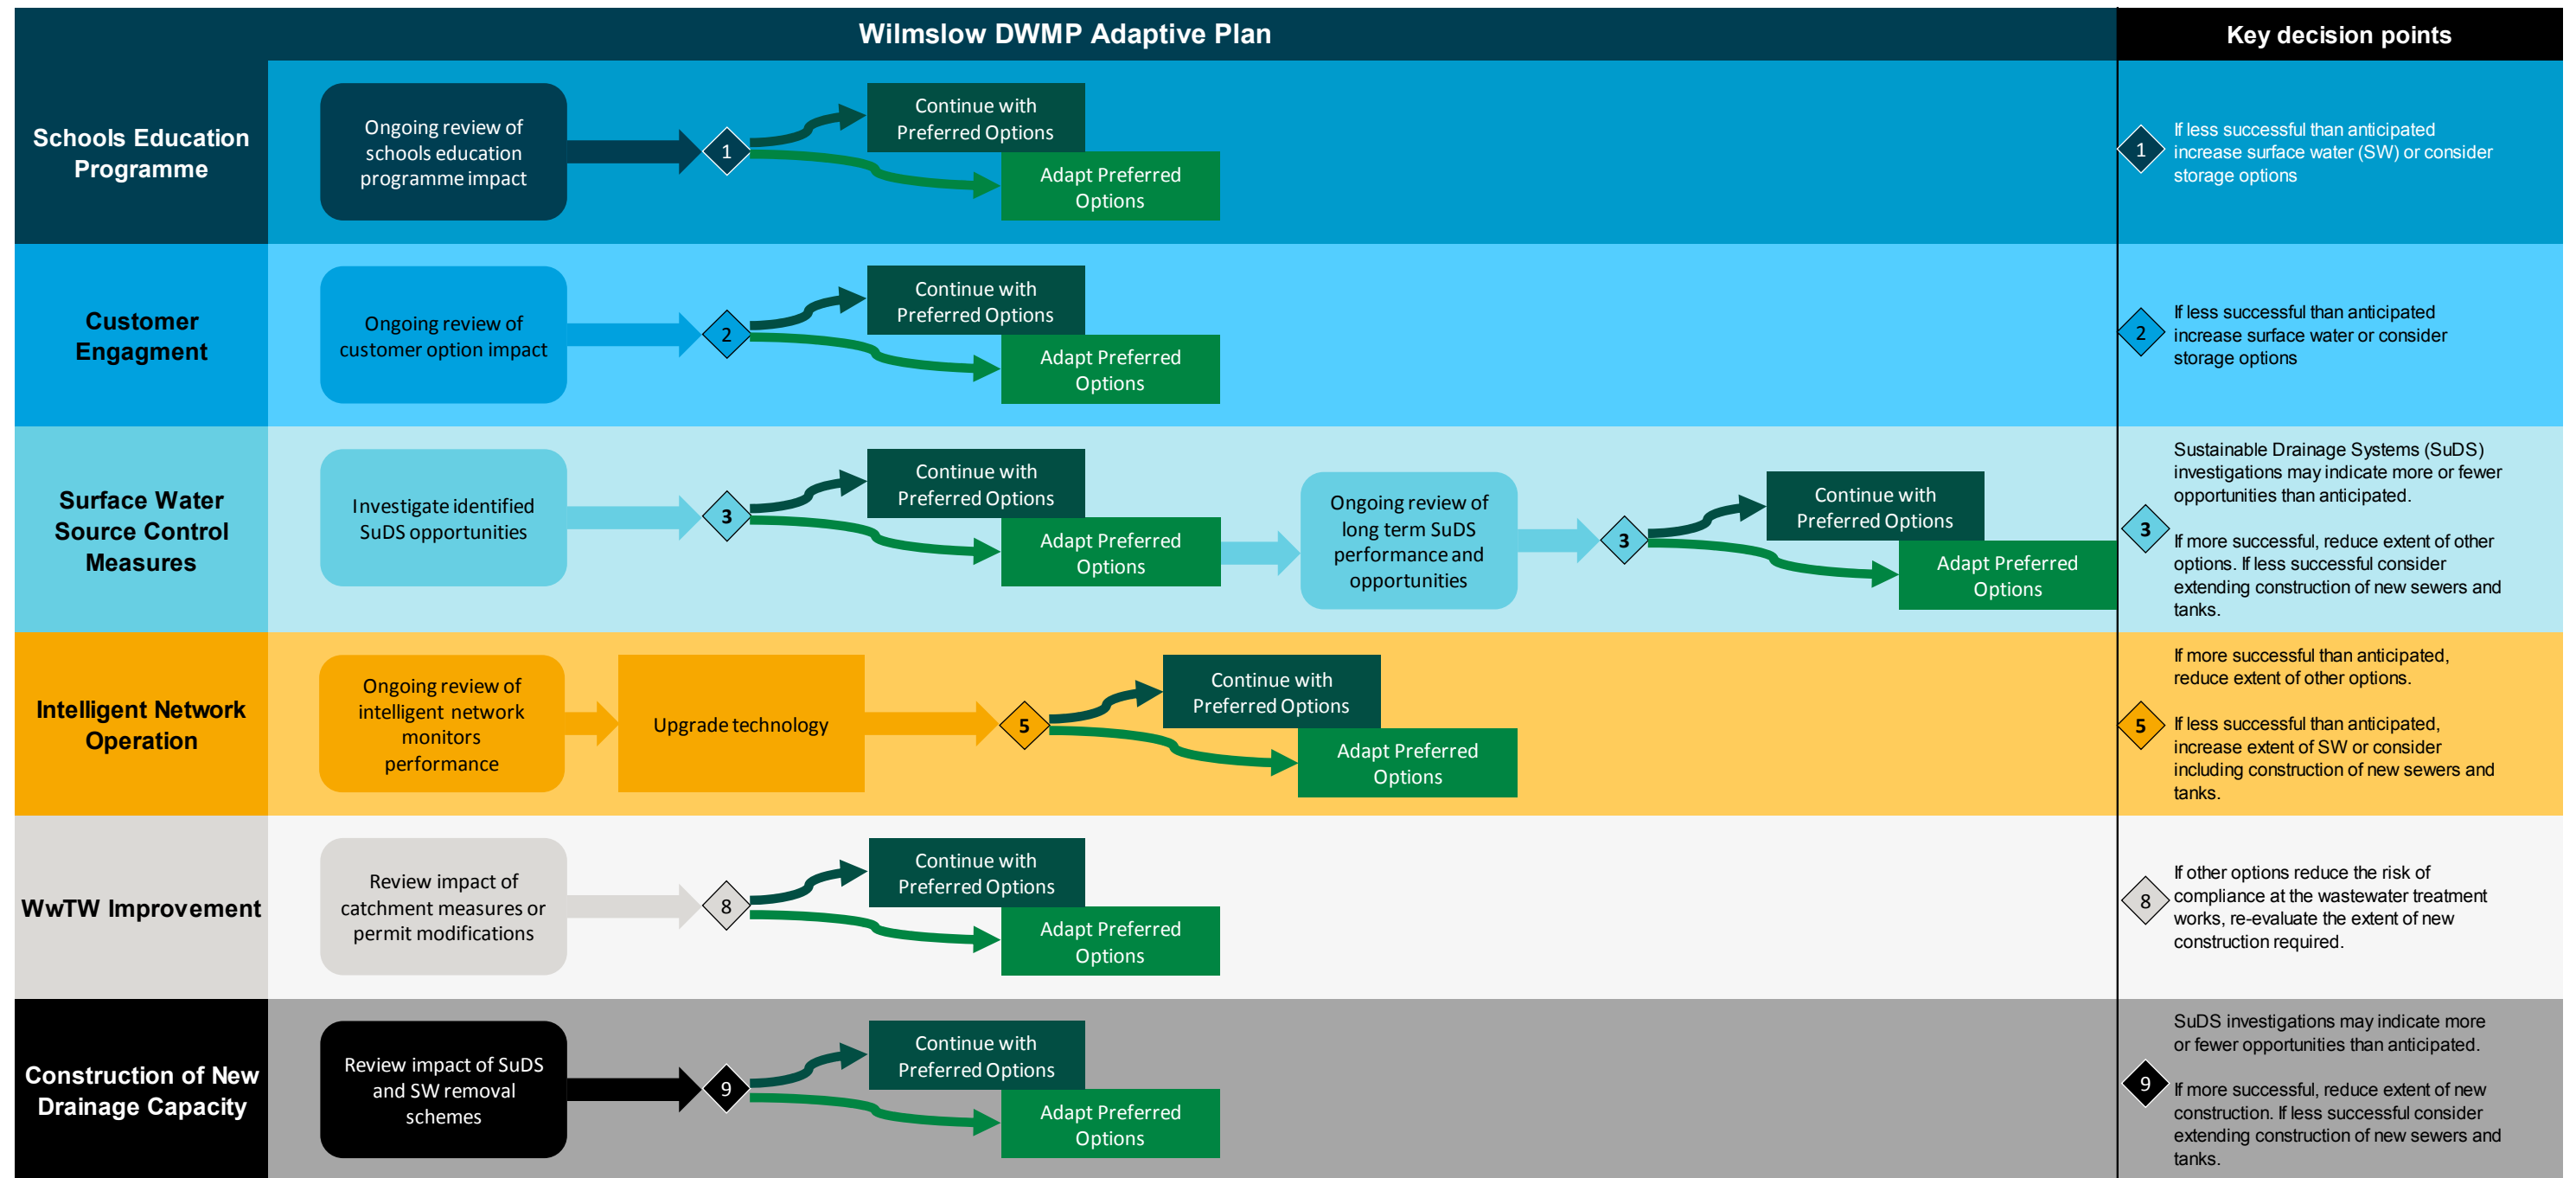 Wilmslow DWMP Adaptive Plan
Key decision points
Schools Education
Programme
Ongoing review of
schools education
programme impact
1
Continue with
Preferred Options
Adapt Preferred
Options
1
If less successful than anticipated
increase surface water (SW) or consider
storage options
Customer
Engagment
Ongoing review of
customer option impact
2
Continue with
Preferred Options
Adapt Preferred
Options
2
If less successful than anticipated
increase surface water or consider
storage options
Surface Water
Source Control
Measures
Investigate identified
SuDS opportunities
3
Continue with
Preferred Options
Adapt Preferred
Options
Ongoing review of
long term SuDS
performance and
opportunities
3
Continue with
Preferred Options
Adapt Preferred
Options
3
Sustainable Drainage Systems (SuDS)
investigations may indicate more or fewer
opportunities than anticipated.
If more successful, reduce extent of other
options. If less successful consider
extending construction of new sewers and
tanks.
Intelligent Network
Operation
Ongoing review of
intelligent network
monitors
performance
Upgrade technology
5
Continue with
Preferred Options
Adapt Preferred
Options
5
If more successful than anticipated,
reduce extent of other options.
If less successful than anticipated,
increase extent of SW or consider
including construction of new sewers and
tanks.
WwTW Improvement
Review impact of
catchment measures or
permit modifications
8
Continue with
Preferred Options
Adapt Preferred
Options
8
If other options reduce the risk of
compliance at the wastewater treatment
works, re-evaluate the extent of new
construction required.
Construction of New
Drainage Capacity
Review impact of SuDS
and SW removal
schemes
9
Continue with
Preferred Options
Adapt Preferred
Options
9
SuDS investigations may indicate more
or fewer opportunities than anticipated.
If more successful, reduce extent of new
construction. If less successful consider
extending construction of new sewers and
tanks.